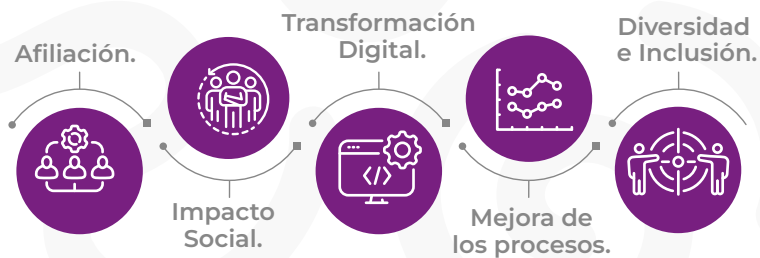 Afiliación.
Impacto
Social.
Transformación
Digital.
Mejora de
los procesos.
Diversidad
e Inclusión.